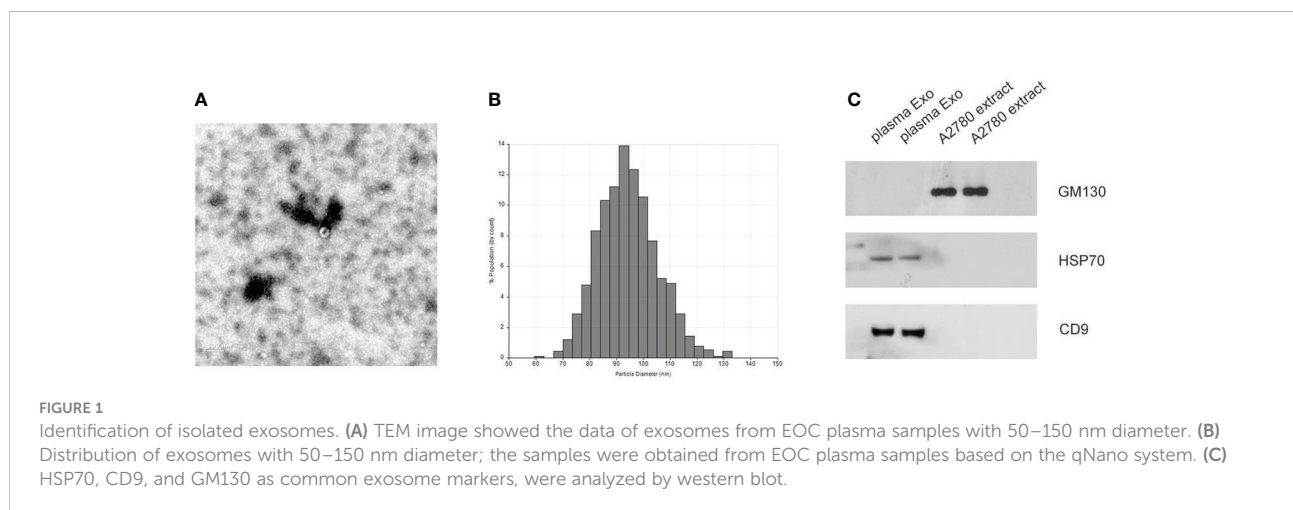 A
B
C
plasma Exo
plasma Exo
A2780 extract
A2780 extract
GM130
HSP70
CD9
% Population (by count)
14
12
10
8
6
4
2
0
50 60 70 80 90 100 110 120 130 140 150
Particle Diameter (nm)
FIGURE 1
Identification of isolated exosomes. (A) TEM image showed the data of exosomes from EOC plasma samples with 50–150 nm diameter. (B)
Distribution of exosomes with 50–150 nm diameter; the samples were obtained from EOC plasma samples based on the qNano system. (C)
HSP70, CD9, and GM130 as common exosome markers, were analyzed by western blot.